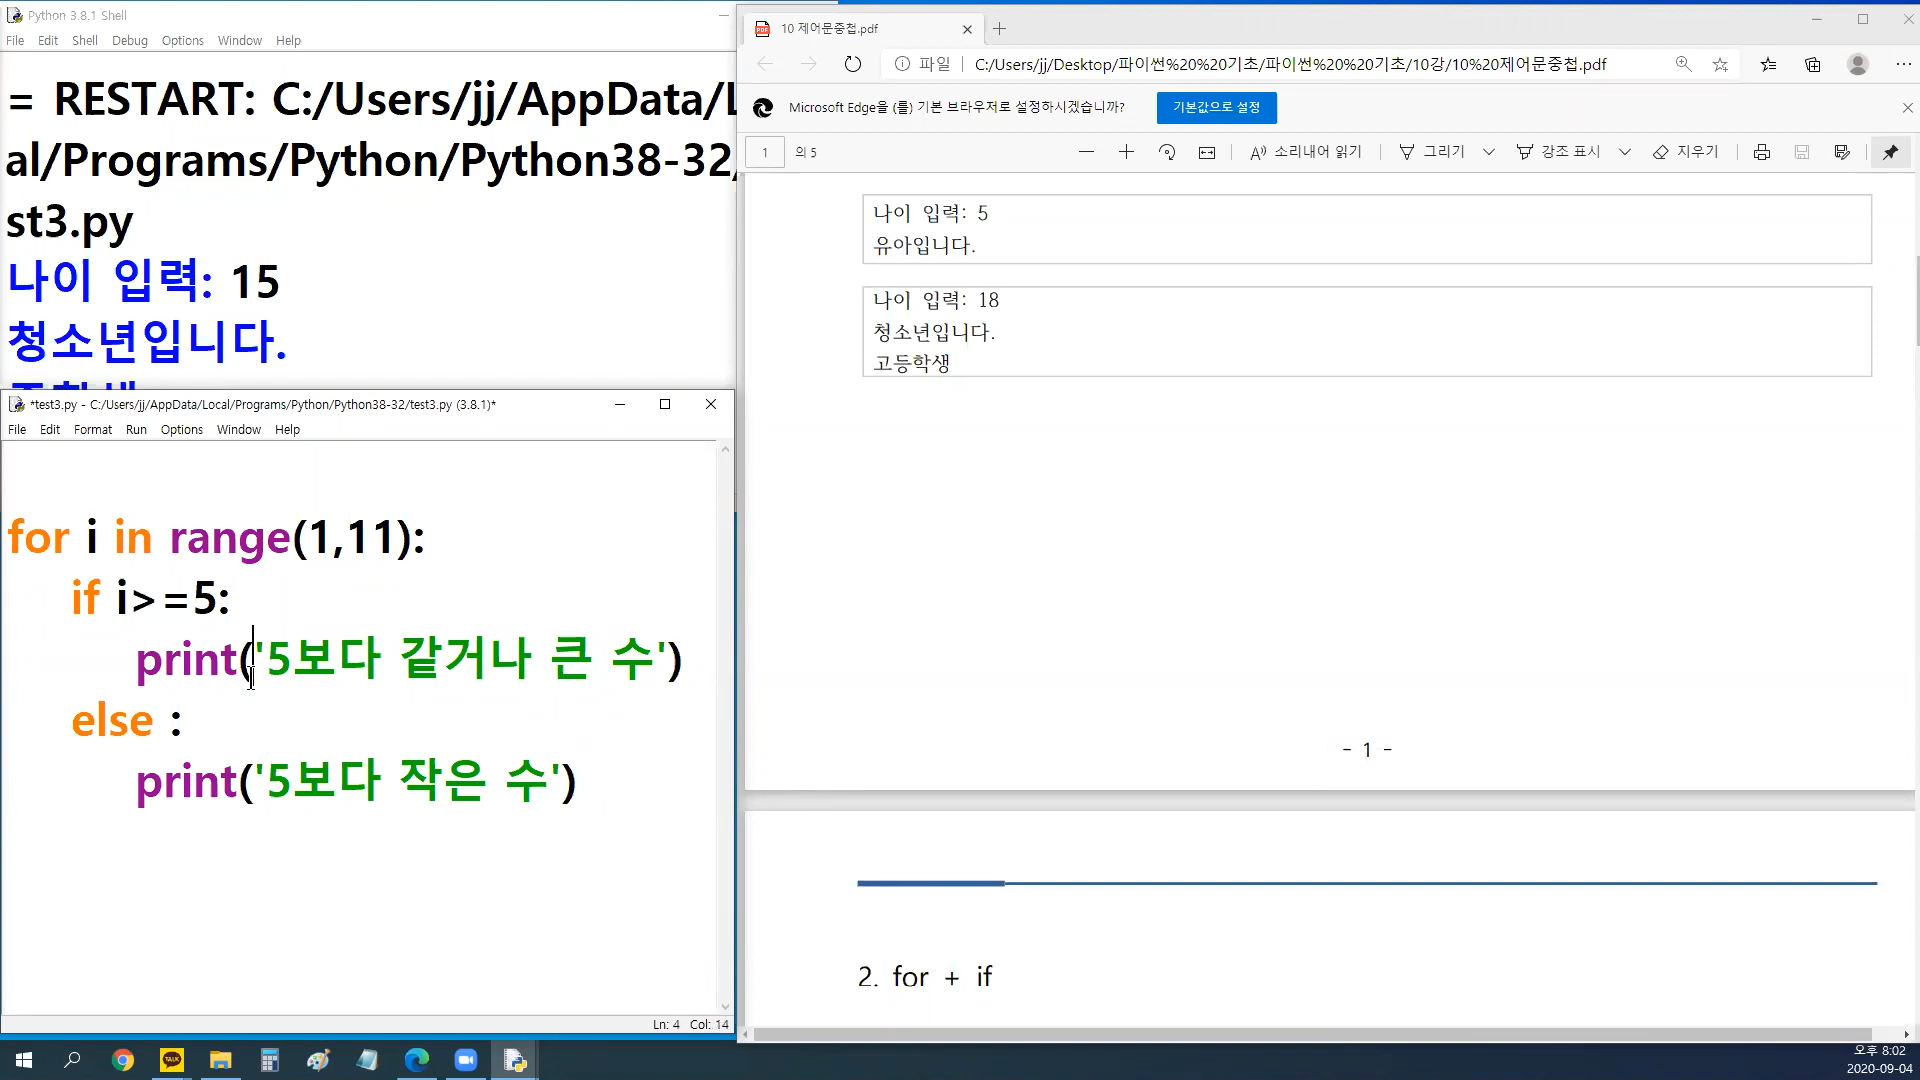 Python 3.8.1 Shell
File Edit Shell Debug Options Window Help
= RESTART: C:/Users/jj/AppData/L
al/Programs/Python/Python38-32/
st3.py
나이 입력: 15
청소년입니다.
*test3.py - C:/Users/jj/AppData/Local/Programs/Python/Python38-32/test3.py (3.8.1)*
File Edit Format Run Options Window Help
for i in range(1,11):
if i>=5:
print('5보다 같거나 큰 수')
else :
print('5보다 작은 수')
Ln: 4 Col: 14
10 제어문중첩.pdf
파일 C:/Users/jj/Desktop/파이썬%20%20기초/파이썬%20%20기초/10강/10%20제어문중첩.pdf
Microsoft Edge을 (를) 기본 브라우저로 설정하시겠습니까? 기본값으로 설정
1 의 5 소리내어 읽기 그리기 강조 표시 지우기
나이 입력: 5
유아입니다.
나이 입력: 18
청소년입니다.
고등학생
- 1 -
2. for + if
TALK
오후 8:02
2020-09-04